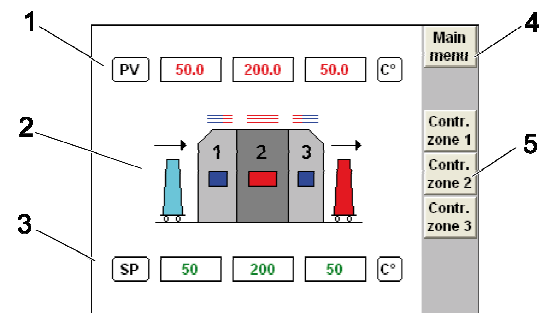 1
PV 50.0 200.0 50.0 C°
Main
menu
4
2
1 2 3
Contr.
zone 1
Contr.
zone 2
5
Contr.
zone 3
3
SP 50 200 50 C°